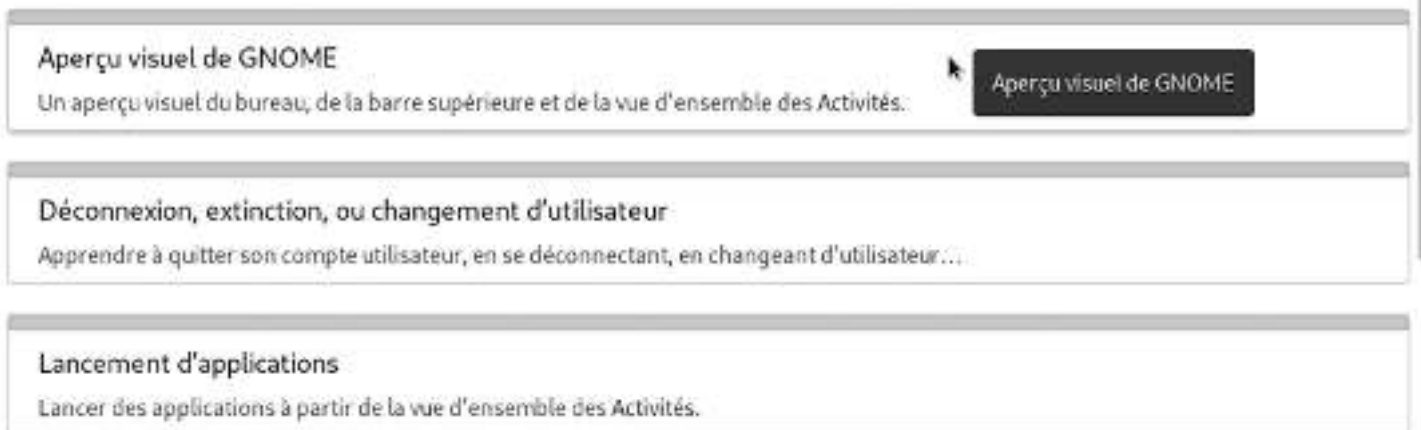 Aperçu visuel de GNOME
Un aperçu visuel du bureau, de la barre supérieure et de la vue d'ensemble des Activités.
Aperçu visuel de GNOME
Déconnexion, extinction, ou changement d'utilisateur
Apprendre à quitter son compte utilisateur, en se déconnectant, en changeant d'utilisateur…
Lancement d'applications
Lancer des applications à partir de la vue d'ensemble des Activités.